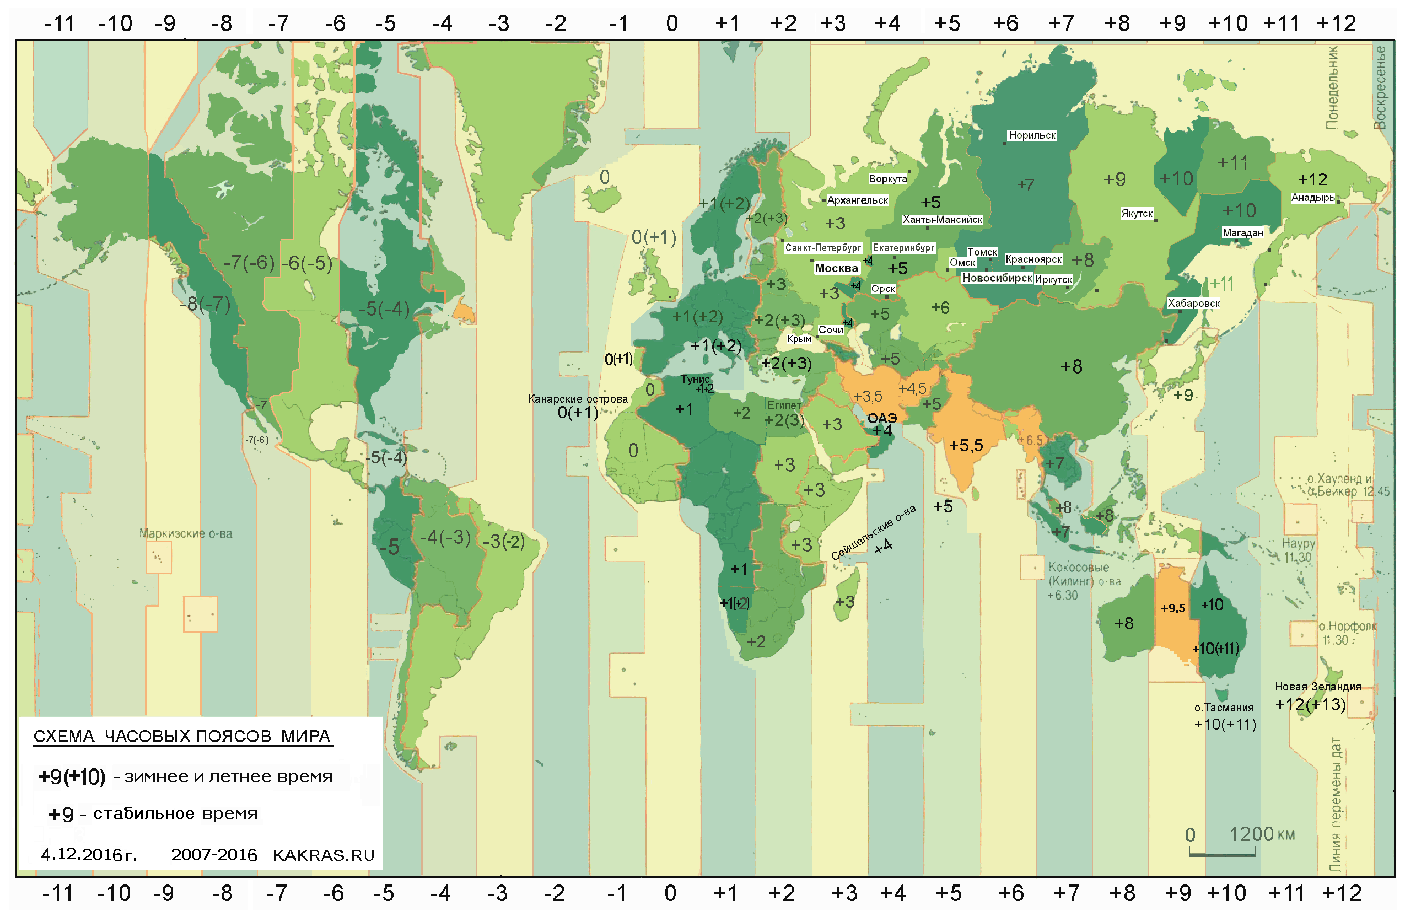 -11 -10 -9 -8 -7 -6 -5 -4 -3 -2 -1 0 +1 +2 +3 +4 +5 +6 +7 +8 +9 +10 +11 +12
Понедельник
Воскресенье
Норильск
0
Воркута
+1(+2)
+2(+3)
Архангельск
+3
+5
Ханты-Мансийск
+7
+9
Якутск
+10
+11
+12
Анадырь
+10
Магадан
0(+1)
Санкт-Петербург
Екатеринбург
Москва
+4
+5
Омск
Томск
Красноярск
+8
Новосибирск
Иркутск
-7(-6)
-6(-5)
-8(-7)
-5(-4)
+3
+3
+4
Орск
+11
Хабаровск
+1(+2)
+2(+3)
Сочи
+4
+5
+6
Крым
+1(+2)
0(+1)
+2(+3)
+5
+8
+9
Тунис
+1+2
0
Канарские острова
0(+1)
+1
+2
Египет
+2(3)
+3
+3,5
+4,5
+5
ОАЭ
+4
+5,5
+6,5
-7
-7(-6)
-5(-4)
0
+3
+3
+7
+8
+8
+7
о.Хауленд и
о.Бейкер 12.45
Маркизские о-ва
-5
-4(-3)
-3(-2)
+5
Сейшельские о-ва
+4
+3
+3
+1
+1(+2)
+2
Науру
11.30
Кокосовые
(Килинг) о-ва
+6.30
+8
+9,5
+10
+10(+11)
о.Норфолк
11.30
Новая Зеландия
+12(+13)
о.Тасмания
+10(+11)
Линия перемены дат
0 1200 км
СХЕМА ЧАСОВЫХ ПОЯСОВ МИРА
+9(+10) - зимнее и летнее время
+9 - стабильное время
4.12.2016г. 2007-2016 KAKRAS.RU
-11 -10 -9 -8 -7 -6 -5 -4 -3 -2 -1 0 +1 +2 +3 +4 +5 +6 +7 +8 +9 +10 +11 +12